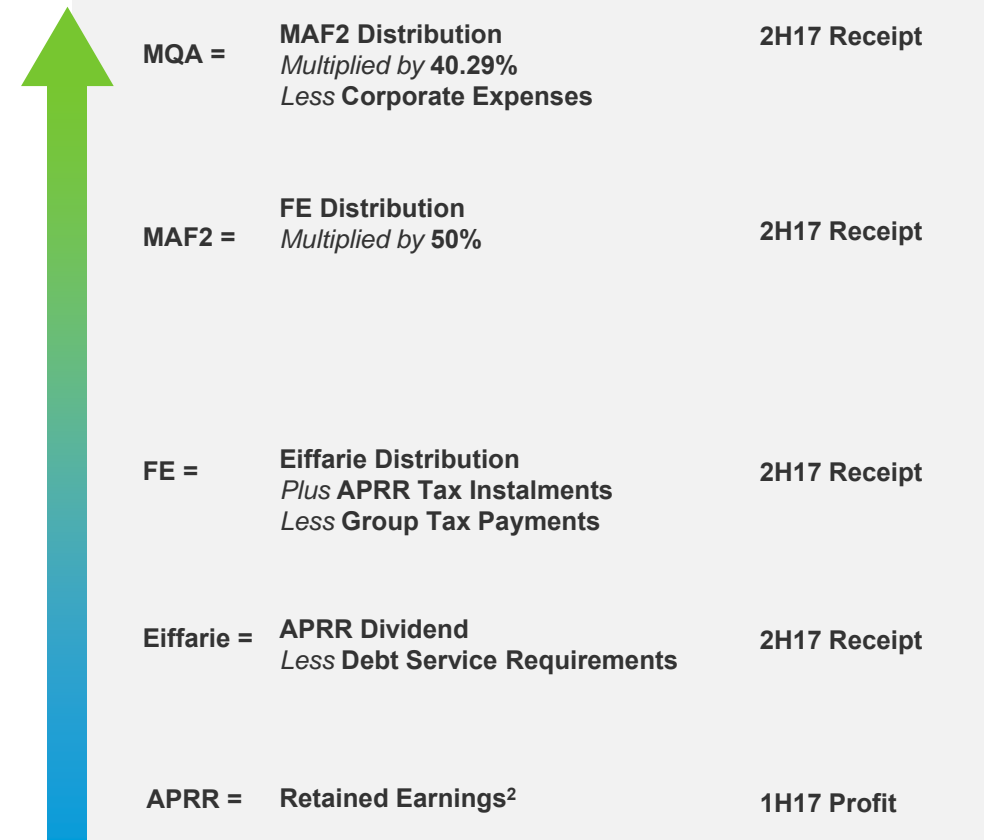 MQA = MAF2 Distribution 2H17 Receipt
Multiplied by 40.29%
Less Corporate Expenses
MAF2 = FE Distribution 2H17 Receipt
Multiplied by 50%
FE = Eiffarie Distribution 2H17 Receipt
Plus APRR Tax Instalments
Less Group Tax Payments
Eiffarie = APRR Dividend 2H17 Receipt
Less Debt Service Requirements
APRR = Retained Earnings² 1H17 Profit